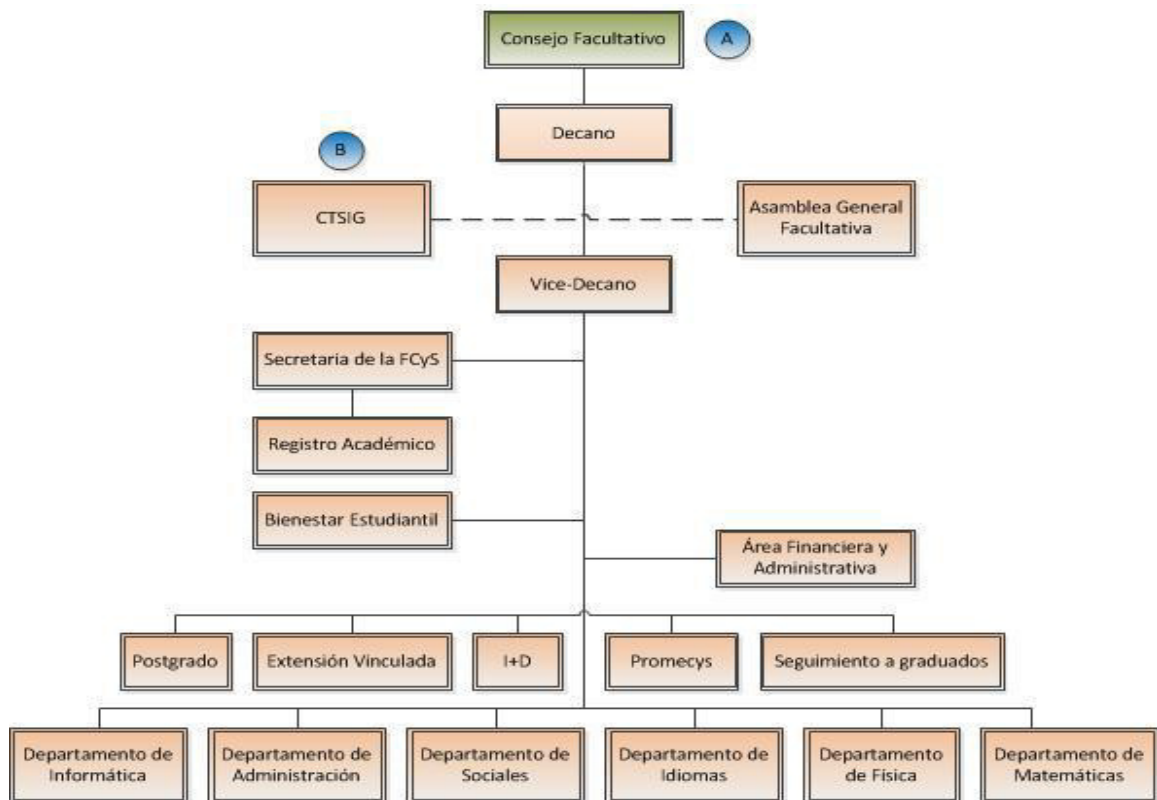 Consejo Facultativo
A
Decano
B
CTSIG
Asamblea General
Facultativa
Vice-Decano
Secretaria de la FCyS
Registro Académico
Bienestar Estudiantil
Área Financiera y
Administrativa
Postgrado
Extensión Vinculada
I+D
Promecys
Seguimiento a graduados
Departamento de
Informática
Departamento de
Administración
Departamento de
Sociales
Departamento de
Idiomas
Departamento
de Física
Departamento de
Matemáticas